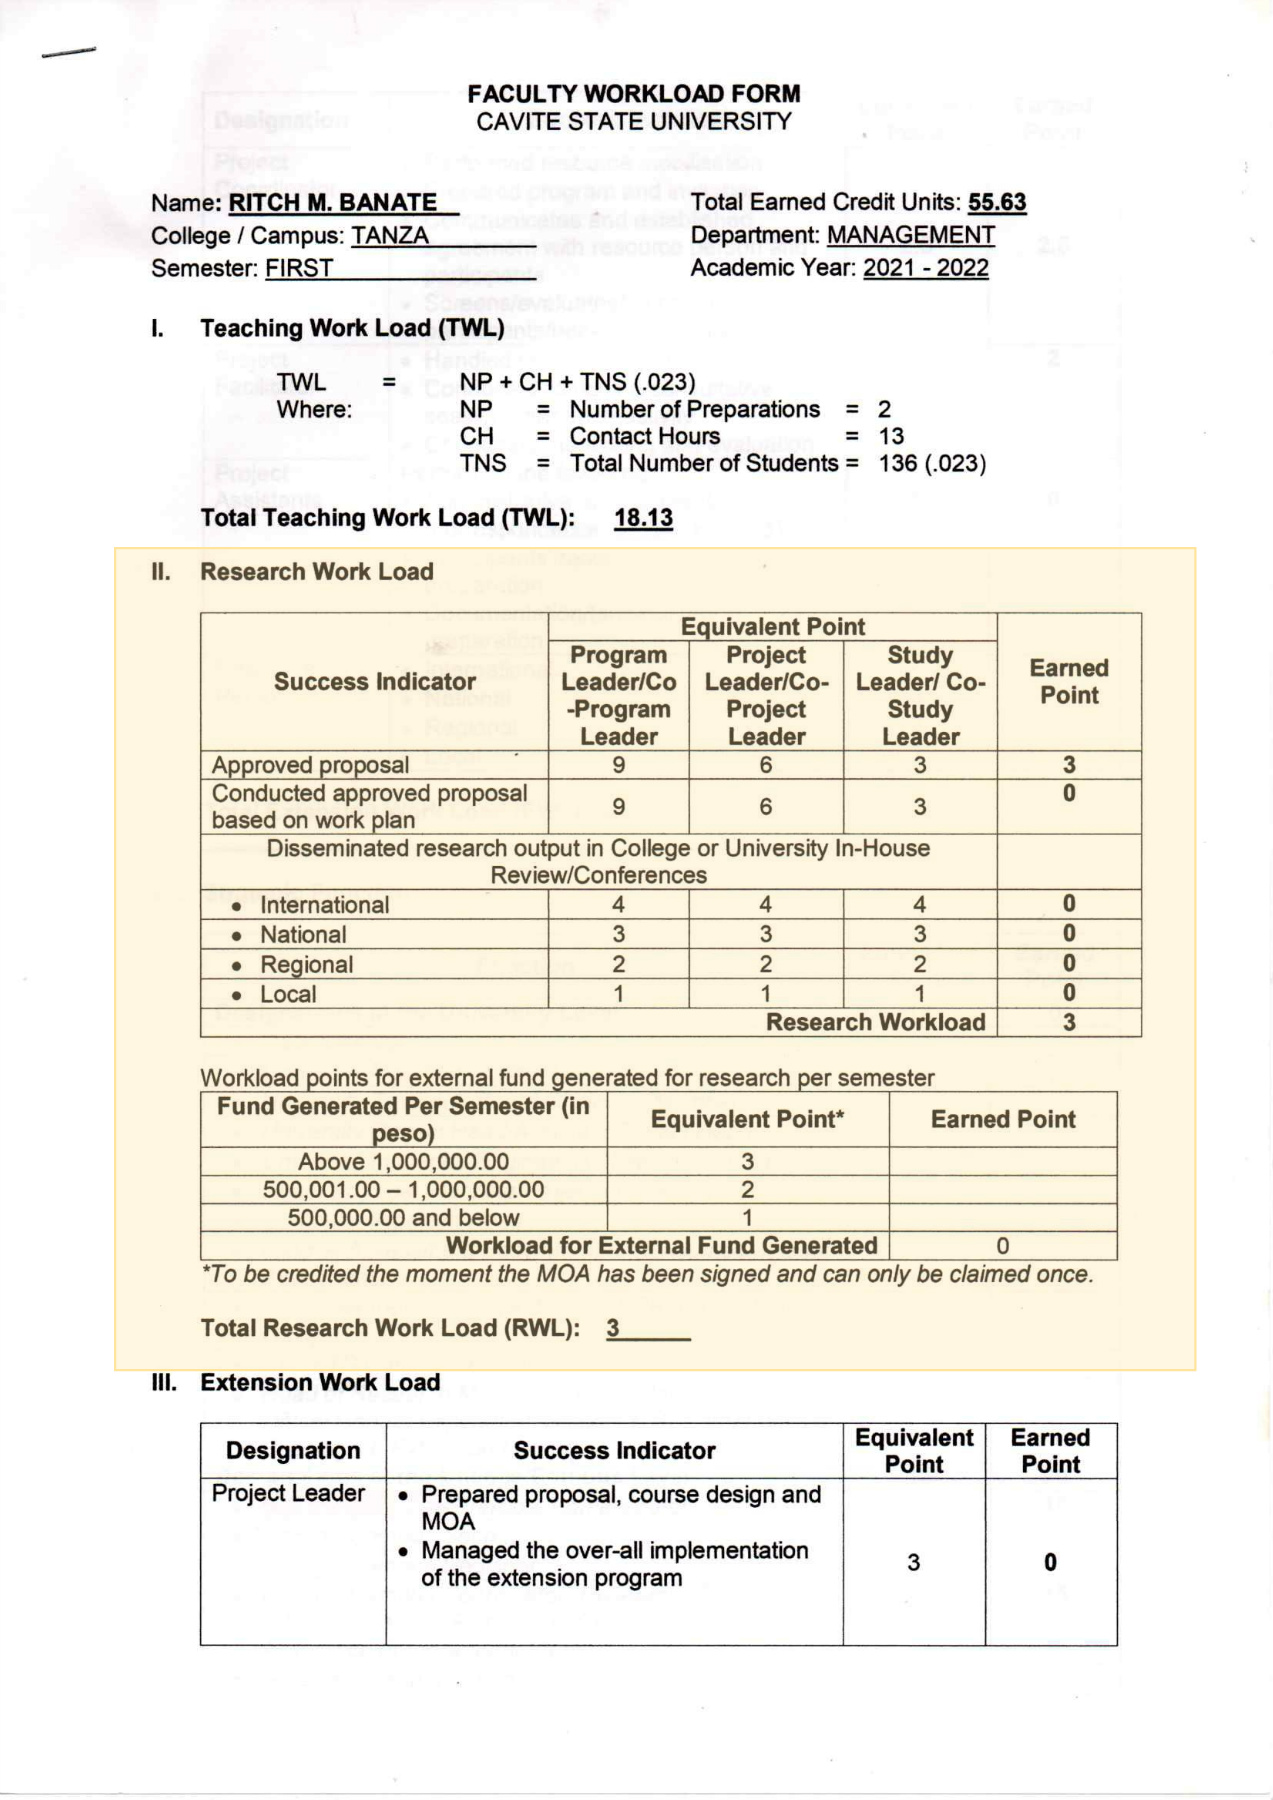 FACULTY WORKLOAD FORM
CAVITE STATE UNIVERSITY
Name: RITCH M. BANATE
Total Earned Credit Units: 55.63
College / Campus: TANZA
Department: MANAGEMENT
Semester: FIRST
Academic Year: 2021 - 2022
I. Teaching Work Load (TWL)
TWL = NP + CH + TNS (.023)
Where: NP = Number of Preparations = 2
CH = Contact Hours = 13
TNS = Total Number of Students = 136 (.023)
Total Teaching Work Load (TWL): 18.13
II. Research Work Load
Success Indicator
Equivalent Point
Earned
Point
Program
Leader/Co
-Program
Leader
Project
Leader/Co-
Project
Leader
Study
Leader/ Co-
Study
Leader
Approved proposal 9 6 3 3
Conducted approved proposal
based on work plan 9 6 3 0
Disseminated research output in College or University In-House
Review/Conferences
• International 4 4 4 0
• National 3 3 3 0
• Regional 2 2 2 0
• Local 1 1 1 0
Research Workload 3
Workload points for external fund generated for research per semester
Fund Generated Per Semester (in
peso)
Equivalent Point*
Earned Point
Above 1,000,000.00 3
500,001.00 – 1,000,000.00 2
500,000.00 and below 1
Workload for External Fund Generated 0
*To be credited the moment the MOA has been signed and can only be claimed once.
Total Research Work Load (RWL): 3
III. Extension Work Load
Designation
Success Indicator
Equivalent
Point
Earned
Point
Project Leader
• Prepared proposal, course design and
MOA
• Managed the over-all implementation
of the extension program
3
0